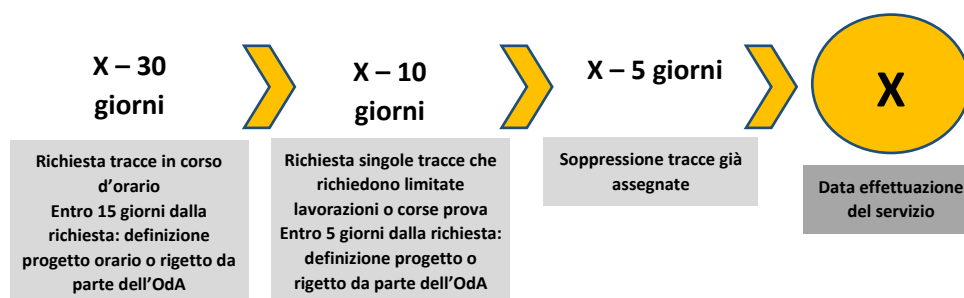 X – 30
giorni
Richiesta tracce in corso
d'orario
Entro 15 giorni dalla
richiesta: definizione
progetto orario o rigetto da
parte dell'OdA
X – 10
giorni
Richiesta singole tracce che
richiedono limitate
lavorazioni o corse prova
Entro 5 giorni dalla richiesta:
definizione progetto o
rigetto da parte dell'OdA
X – 5 giorni
Soppressione tracce già
assegnate
X
Data effettuazione
del servizio